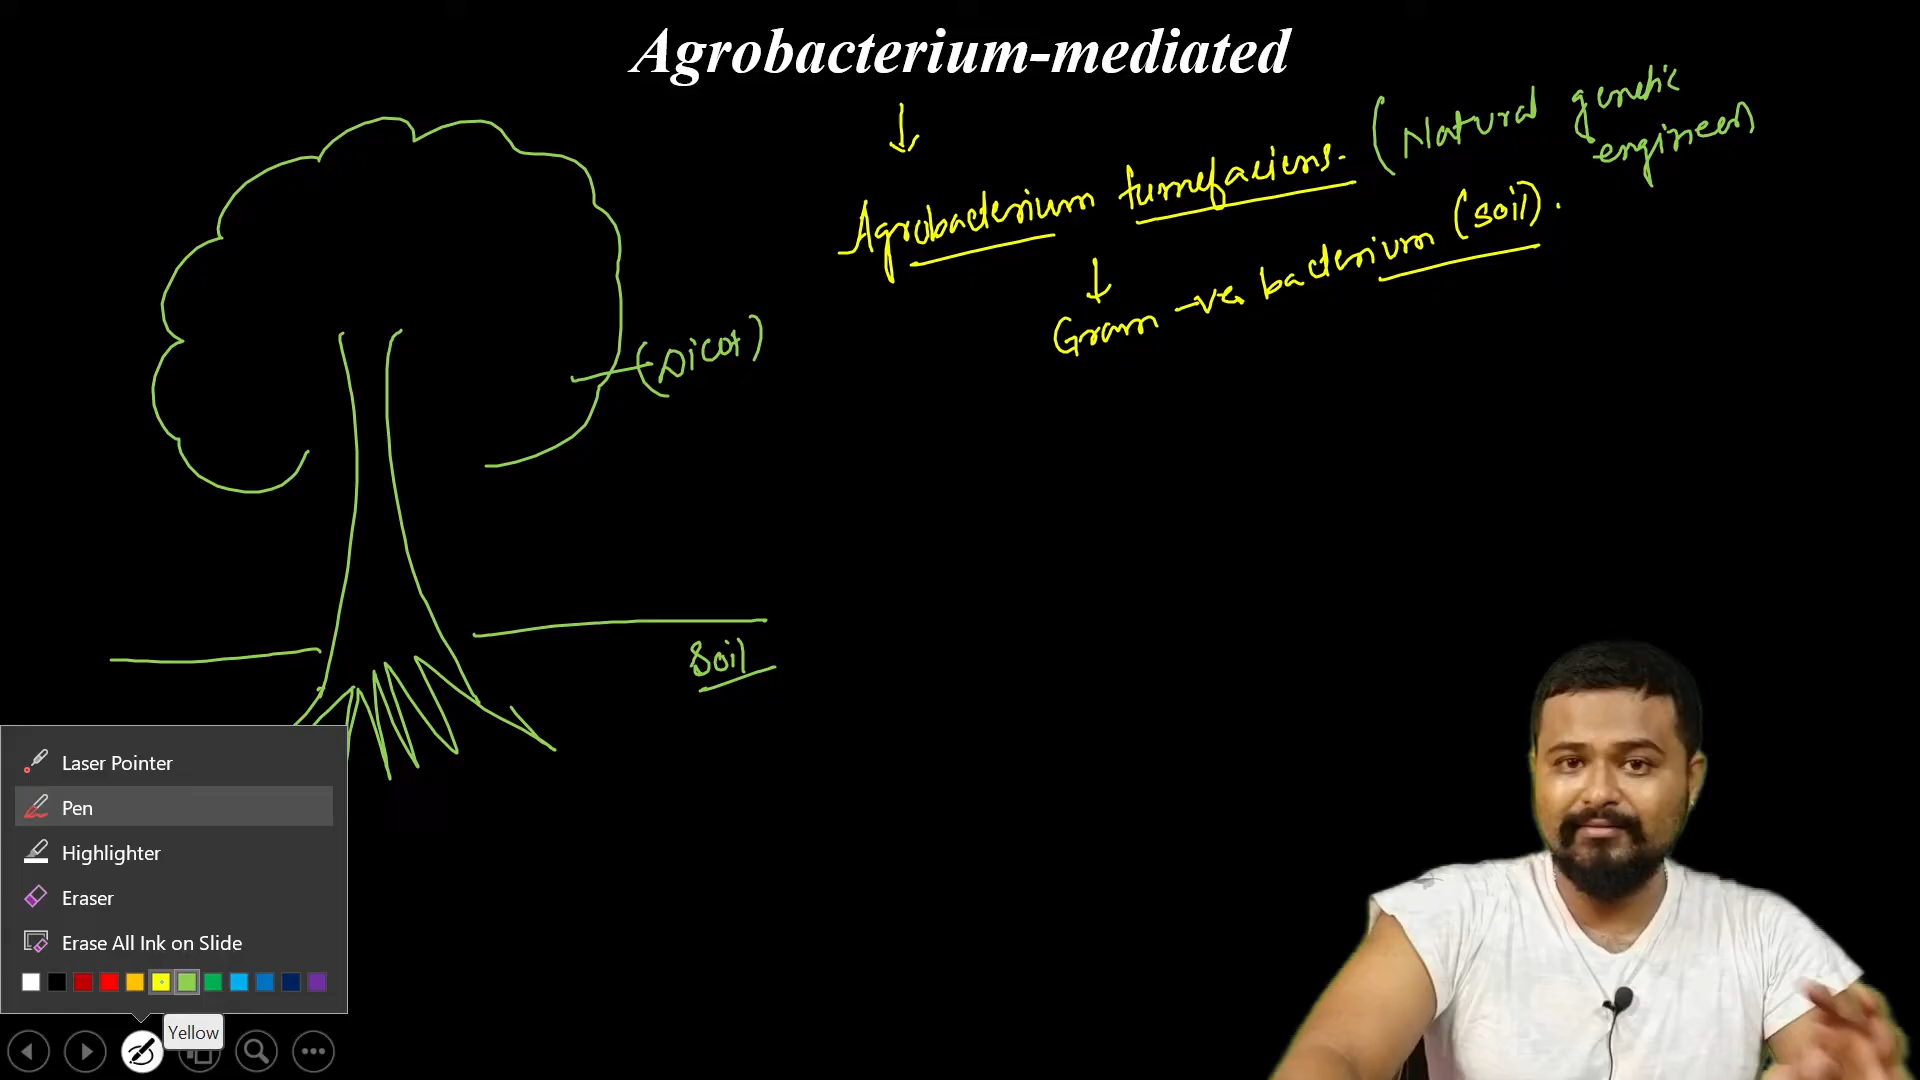 Agrobacterium-mediated
Agrobacterium tumefaciens. (Natural genetic
engineer)
Gram -ve bacterium (soil).
(Dicot)
Soil
Laser Pointer
Pen
Highlighter
Eraser
Erase All Ink on Slide
Yellow